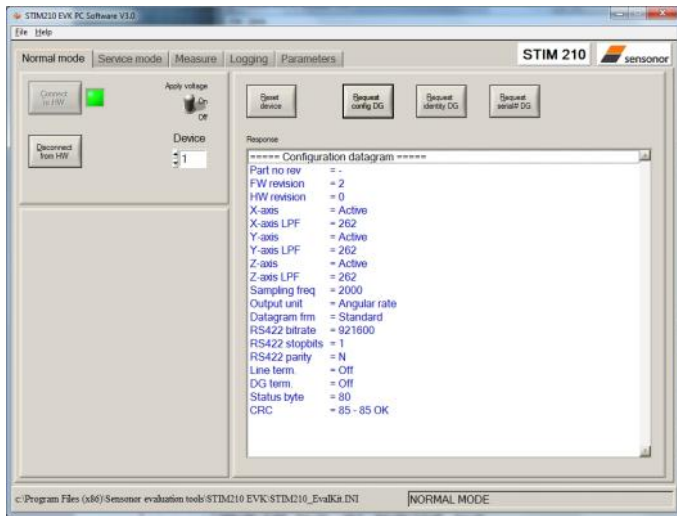 STIM210 EVK PC Software V3.0
File Help
Normal mode Service mode Measure Logging Parameters
STIM 210 sensonor
Connect to HW
Apply voltage
On
Off
Disconnect from HW
Device
1
Reset device
Request config DG
Request identity DG
Request serial# DG
Response
===== Configuration datagram =====
Part no rev = -
FW revision = 2
HW revision = 0
X-axis = Active
X-axis LPF = 262
Y-axis = Active
Y-axis LPF = 262
Z-axis = Active
Z-axis LPF = 262
Sampling freq = 2000
Output unit = Angular rate
Datagram frm = Standard
RS422 bitrate = 921600
RS422 stopbits = 1
RS422 parity = N
Line term. = Off
DG term. = Off
Status byte = 80
CRC = 85 - 85 OK
c:\Program Files (x86)\Sensonor evaluation tools\STIM210 EVK\STIM210_EvalKit.INI
NORMAL MODE